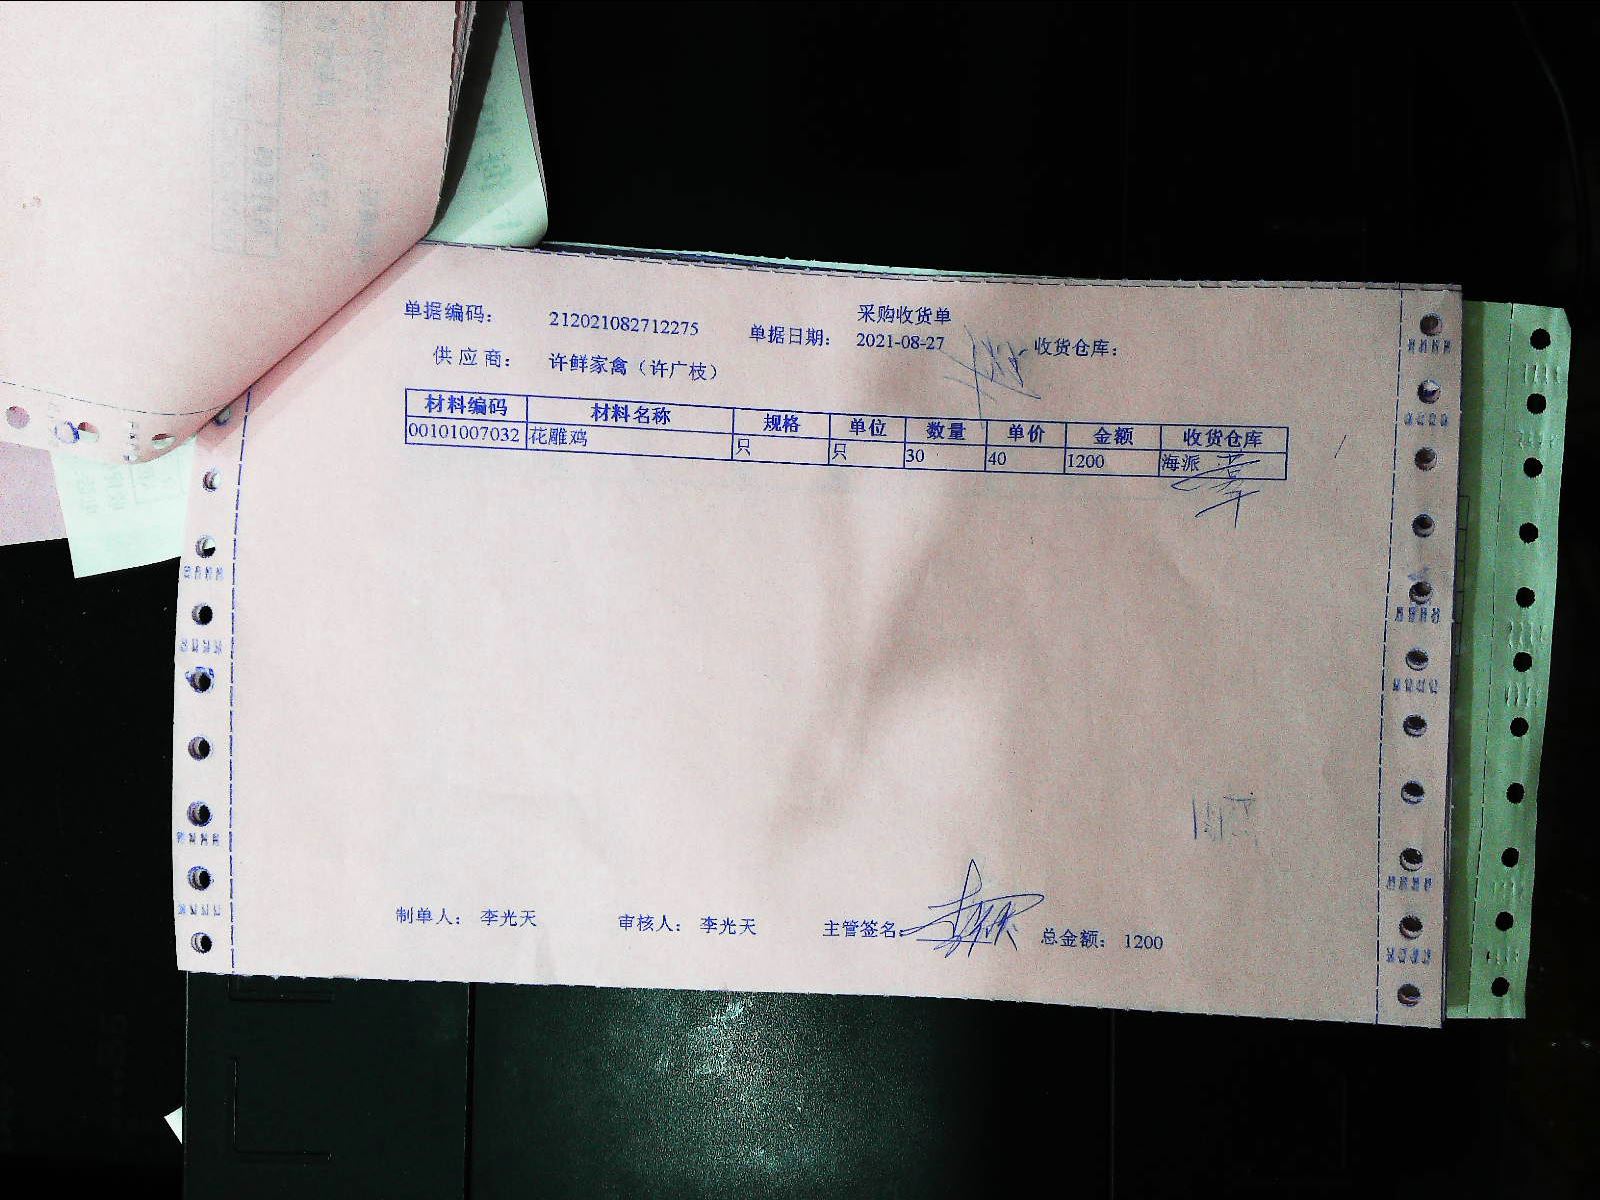 采购收货单
单据编码： 212021082712275 单据日期： 2021-08-27 收货仓库：
供应商： 许鲜家禽（许广枝）
材料编码 材料名称 规格 单位 数量 单价 金额 收货仓库
00101007032 花雕鸡 只 只 30 40 1200 海派
制单人： 李光天 审核人： 李光天 主管签名： 总金额： 1200